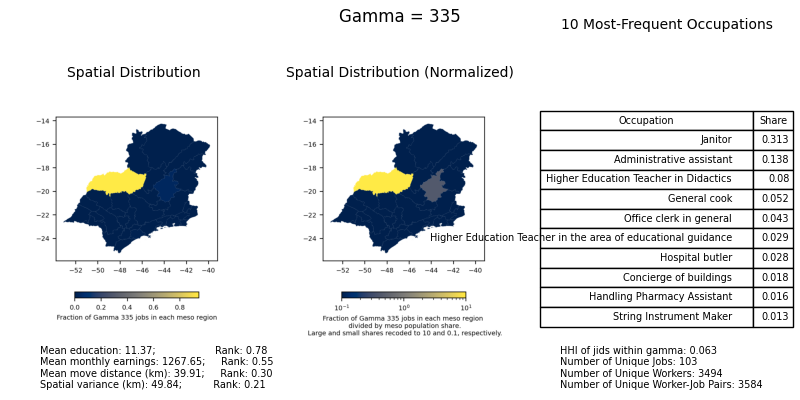 Gamma = 335
10 Most-Frequent Occupations
Spatial Distribution
Spatial Distribution (Normalized)
−14
−16
−18
−20
−22
−24
−52 −50 −48 −46 −44 −42 −40
0.0 0.2 0.4 0.6 0.8
Fraction of Gamma 335 jobs in each meso region
−14
−16
−18
−20
−22
−24
−52 −50 −48 −46 −44 −42 −40
10⁻¹ 10⁰ 10¹
Fraction of Gamma 335 jobs in each meso region
divided by meso population share.
Large and small shares recoded to 10 and 0.1, respectively.
Occupation Share
Janitor 0.313
Administrative assistant 0.138
Higher Education Teacher in Didactics 0.08
General cook 0.052
Office clerk in general 0.043
Higher Education Teacher in the area of educational guidance 0.029
Hospital butler 0.028
Concierge of buildings 0.018
Handling Pharmacy Assistant 0.016
String Instrument Maker 0.013
Mean education: 11.37; Rank: 0.78
Mean monthly earnings: 1267.65; Rank: 0.55
Mean move distance (km): 39.91; Rank: 0.30
Spatial variance (km): 49.84; Rank: 0.21
HHI of jids within gamma: 0.063
Number of Unique Jobs: 103
Number of Unique Workers: 3494
Number of Unique Worker-Job Pairs: 3584